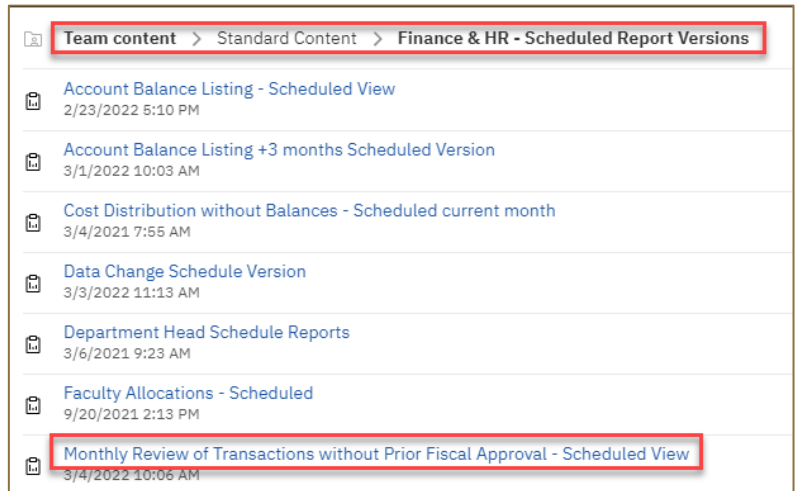 Team content > Standard Content > Finance & HR - Scheduled Report Versions
Account Balance Listing - Scheduled View
2/23/2022 5:10 PM
Account Balance Listing +3 months Scheduled Version
3/1/2022 10:03 AM
Cost Distribution without Balances - Scheduled current month
3/4/2021 7:55 AM
Data Change Schedule Version
3/3/2022 11:13 AM
Department Head Schedule Reports
3/6/2021 9:23 AM
Faculty Allocations - Scheduled
9/20/2021 2:13 PM
Monthly Review of Transactions without Prior Fiscal Approval - Scheduled View
3/4/2022 10:06 AM